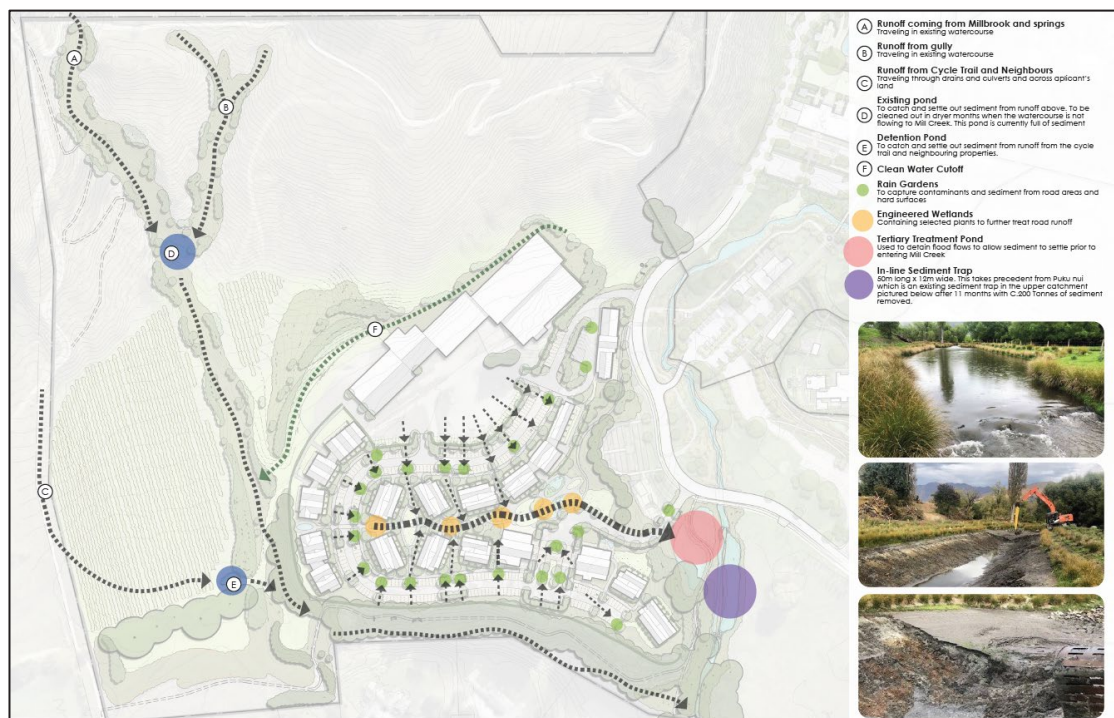 A Runoff coming from Millbrook and springs
Traveling in existing watercourse
B Runoff from gully
Traveling in existing watercourse
C Runoff from Cycle Trail and Neighbours
Traveling through drains and culverts and across aplicant's
land
D Existing pond
To catch and settle out sediment from runoff above. To be
cleaned out in dryer months when the watercourse is not
flowing to Mill Creek. This pond is currently full of sediment
E Detention Pond
To catch and settle out sediment from runoff from the cycle
trail and neighbouring properties.
F Clean Water Cutoff
Rain Gardens
To capture contaminants and sediment from road areas and
hard surfaces
Engineered Wetlands
Containing selected plants to further treat road runoff
Tertiary Treatment Pond
Used to detain flood flows to allow sediment to settle prior to
entering Mill Creek
In-line Sediment Trap
50m long x 12m wide. This takes precedent from Puku nui
which is an existing sediment trap in the upper catchment
pictured below after 11 months with C.200 Tonnes of sediment
removed.
A
B
D
F
C
E